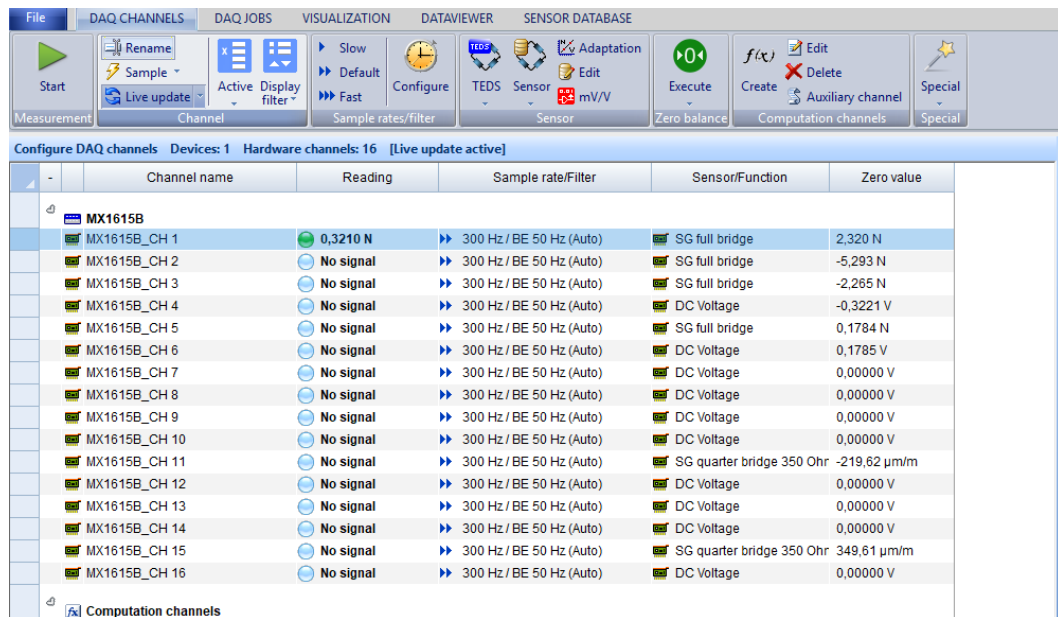 File DAQ CHANNELS DAQ JOBS VISUALIZATION DATAVIEWER SENSOR DATABASE
Rename Slow TEDS Adaptation Edit
Sample Default Edit f(x) Delete
Start Live update Active Display filter Fast Configure TEDS Sensor mV/V >0< Execute Create Auxiliary channel Special
Measurement Channel Sample rates/filter Sensor Zero balance Computation channels Special
Configure DAQ channels Devices: 1 Hardware channels: 16 [Live update active]
- Channel name Reading Sample rate/Filter Sensor/Function Zero value
MX1615B
MX1615B_CH 1 0,3210 N 300 Hz / BE 50 Hz (Auto) SG full bridge 2,320 N
MX1615B_CH 2 No signal 300 Hz / BE 50 Hz (Auto) SG full bridge -5,293 N
MX1615B_CH 3 No signal 300 Hz / BE 50 Hz (Auto) SG full bridge -2,265 N
MX1615B_CH 4 No signal 300 Hz / BE 50 Hz (Auto) DC Voltage -0,3221 V
MX1615B_CH 5 No signal 300 Hz / BE 50 Hz (Auto) SG full bridge 0,1784 N
MX1615B_CH 6 No signal 300 Hz / BE 50 Hz (Auto) DC Voltage 0,1785 V
MX1615B_CH 7 No signal 300 Hz / BE 50 Hz (Auto) DC Voltage 0,00000 V
MX1615B_CH 8 No signal 300 Hz / BE 50 Hz (Auto) DC Voltage 0,00000 V
MX1615B_CH 9 No signal 300 Hz / BE 50 Hz (Auto) DC Voltage 0,00000 V
MX1615B_CH 10 No signal 300 Hz / BE 50 Hz (Auto) DC Voltage 0,00000 V
MX1615B_CH 11 No signal 300 Hz / BE 50 Hz (Auto) SG quarter bridge 350 Ohr -219,62 µm/m
MX1615B_CH 12 No signal 300 Hz / BE 50 Hz (Auto) DC Voltage 0,00000 V
MX1615B_CH 13 No signal 300 Hz / BE 50 Hz (Auto) DC Voltage 0,00000 V
MX1615B_CH 14 No signal 300 Hz / BE 50 Hz (Auto) DC Voltage 0,00000 V
MX1615B_CH 15 No signal 300 Hz / BE 50 Hz (Auto) SG quarter bridge 350 Ohr 349,61 µm/m
MX1615B_CH 16 No signal 300 Hz / BE 50 Hz (Auto) DC Voltage 0,00000 V
fx Computation channels